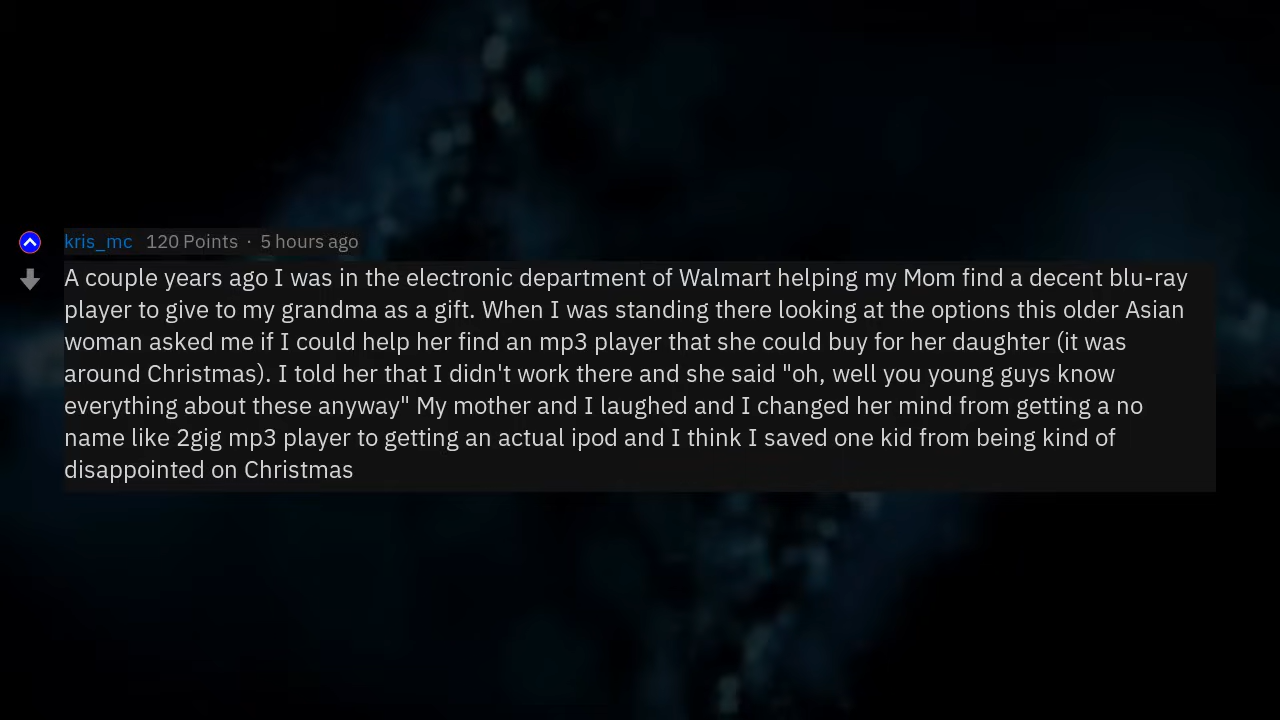 kris_mc 120 Points · 5 hours ago
A couple years ago I was in the electronic department of Walmart helping my Mom find a decent blu-ray
player to give to my grandma as a gift. When I was standing there looking at the options this older Asian
woman asked me if I could help her find an mp3 player that she could buy for her daughter (it was
around Christmas). I told her that I didn't work there and she said "oh, well you young guys know
everything about these anyway" My mother and I laughed and I changed her mind from getting a no
name like 2gig mp3 player to getting an actual ipod and I think I saved one kid from being kind of
disappointed on Christmas